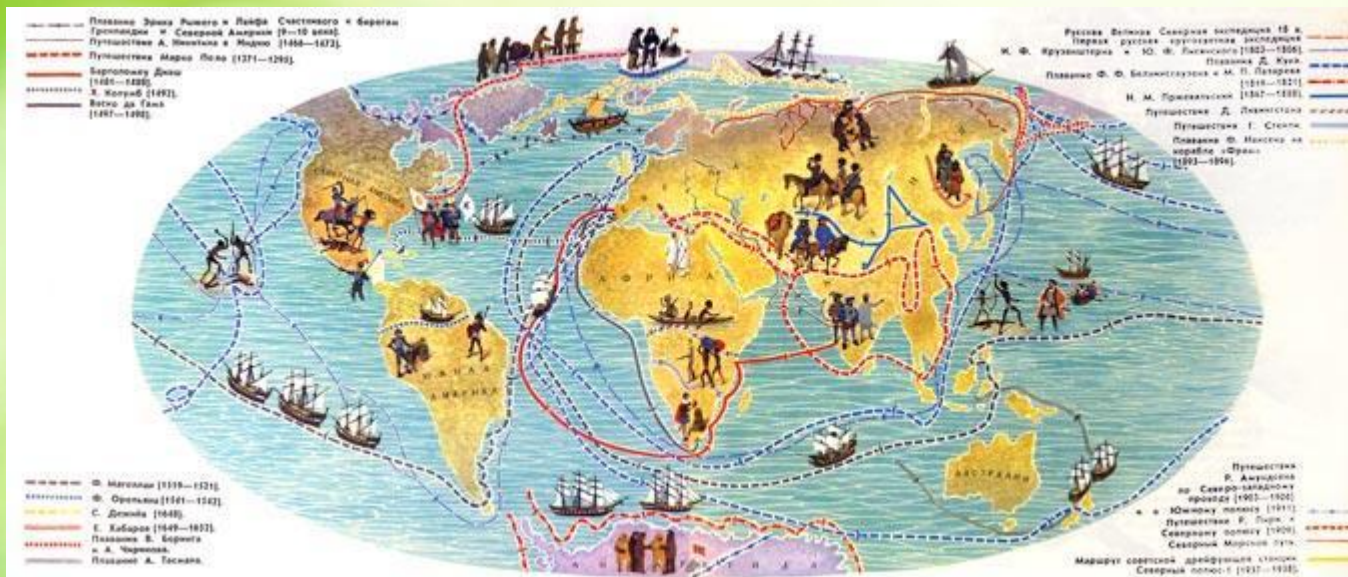 Плавание Эрика Рыжего и Лейфа Счастливого к берегам
Гренландии и Северной Америки (9—10 века).
Путешествие А. Никитина в Индию (1466—1472).
Путешествия Марко Поло (1271—1295).
Бартоломеу Диаш
(1487—1488).
Х. Колумб (1492).
Васко да Гама
(1497—1498).
Русская Великая Северная экспедиция 18 в.
Первая русская кругосветная экспедиция
И. Ф. Крузенштерна и Ю. Ф. Лисянского (1803—1806).
Плавания Д. Кука.
Плавание Ф. Ф. Беллинсгаузена и М. П. Лазарева
(1819—1821).
Н. М. Пржевальский (1867—1888).
Путешествия Д. Ливингстона
Путешествия Г. Стенли.
Плавание Ф. Нансена на
корабле «Фрам»
(1893—1896).
АФРИКА
ЮЖНАЯ
АМЕРИКА
АВСТРАЛИЯ
Ф. Магеллан (1519—1521).
Ф. Орельяна (1541—1542).
С. Дежнёв (1648).
Е. Хабаров (1649—1653).
Плавания В. Беринга
и А. Чирикова.
Плавание А. Тасмана.
Путешествия
Р. Амундсена
по Северо-западному
проходу (1903—1906)
и к Южному полюсу (1911)
Путешествия Р. Пири к
Северному полюсу (1909).
Северный Морской путь.
Маршрут советской дрейфующей станции
Северный полюс-1 (1937—1938).